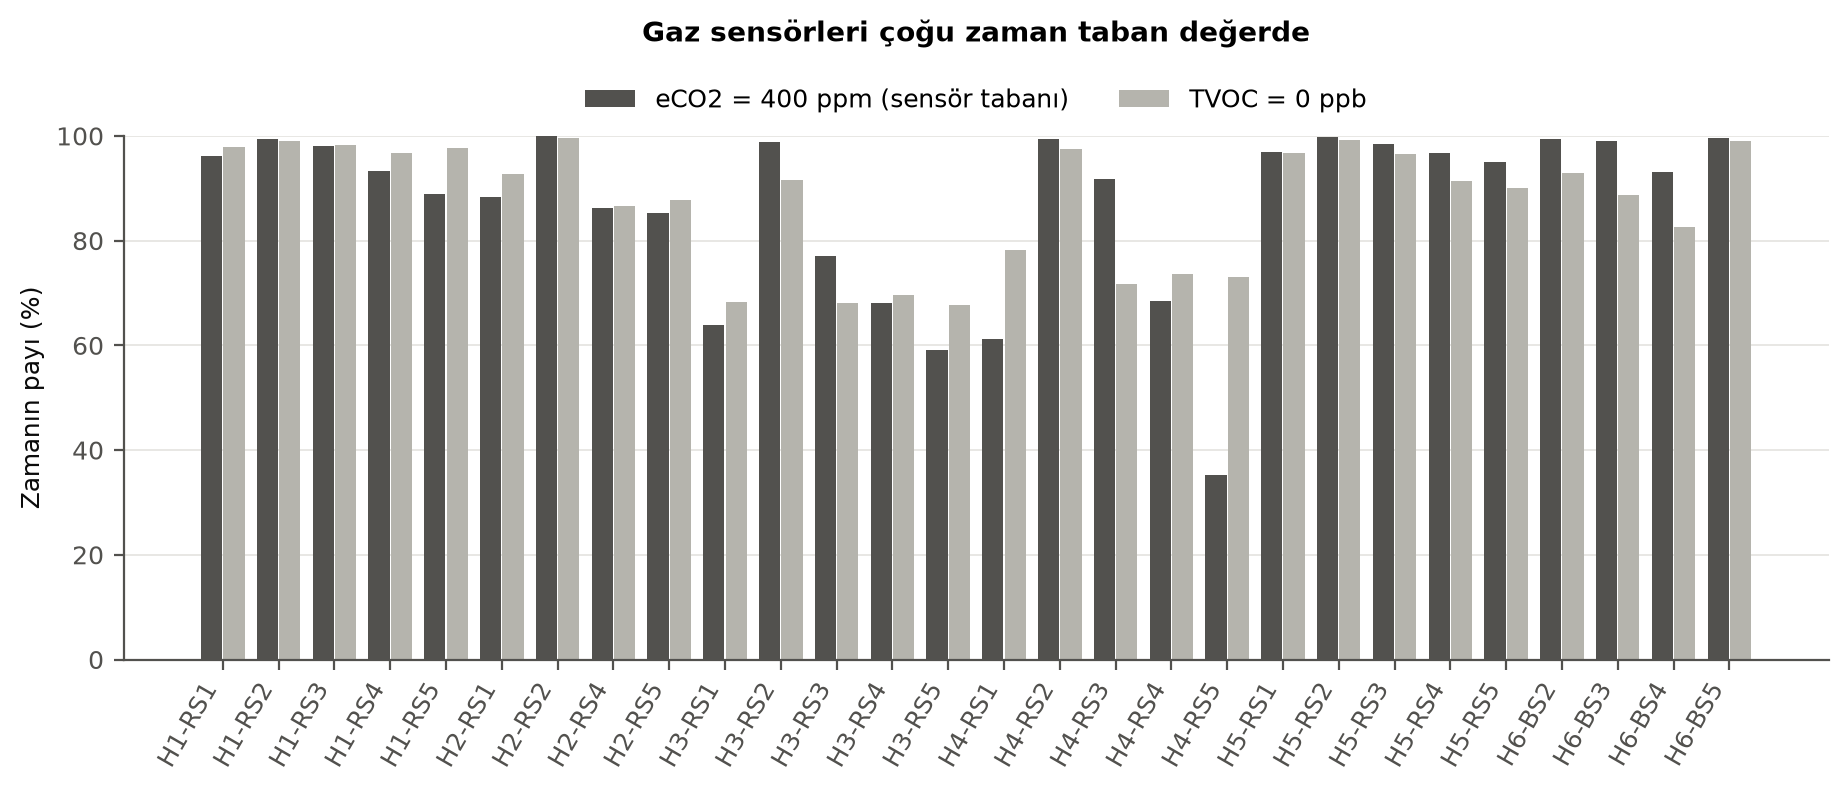 Gaz sensörleri çoğu zaman taban değerde
eCO2 = 400 ppm (sensör tabanı)
TVOC = 0 ppb
Zamanın payı (%)
100
80
60
40
20
0
H1-RS1
H1-RS2
H1-RS3
H1-RS4
H1-RS5
H2-RS1
H2-RS2
H2-RS4
H2-RS5
H3-RS1
H3-RS2
H3-RS3
H3-RS4
H3-RS5
H4-RS1
H4-RS2
H4-RS3
H4-RS4
H4-RS5
H5-RS1
H5-RS2
H5-RS3
H5-RS4
H5-RS5
H6-BS2
H6-BS3
H6-BS4
H6-BS5